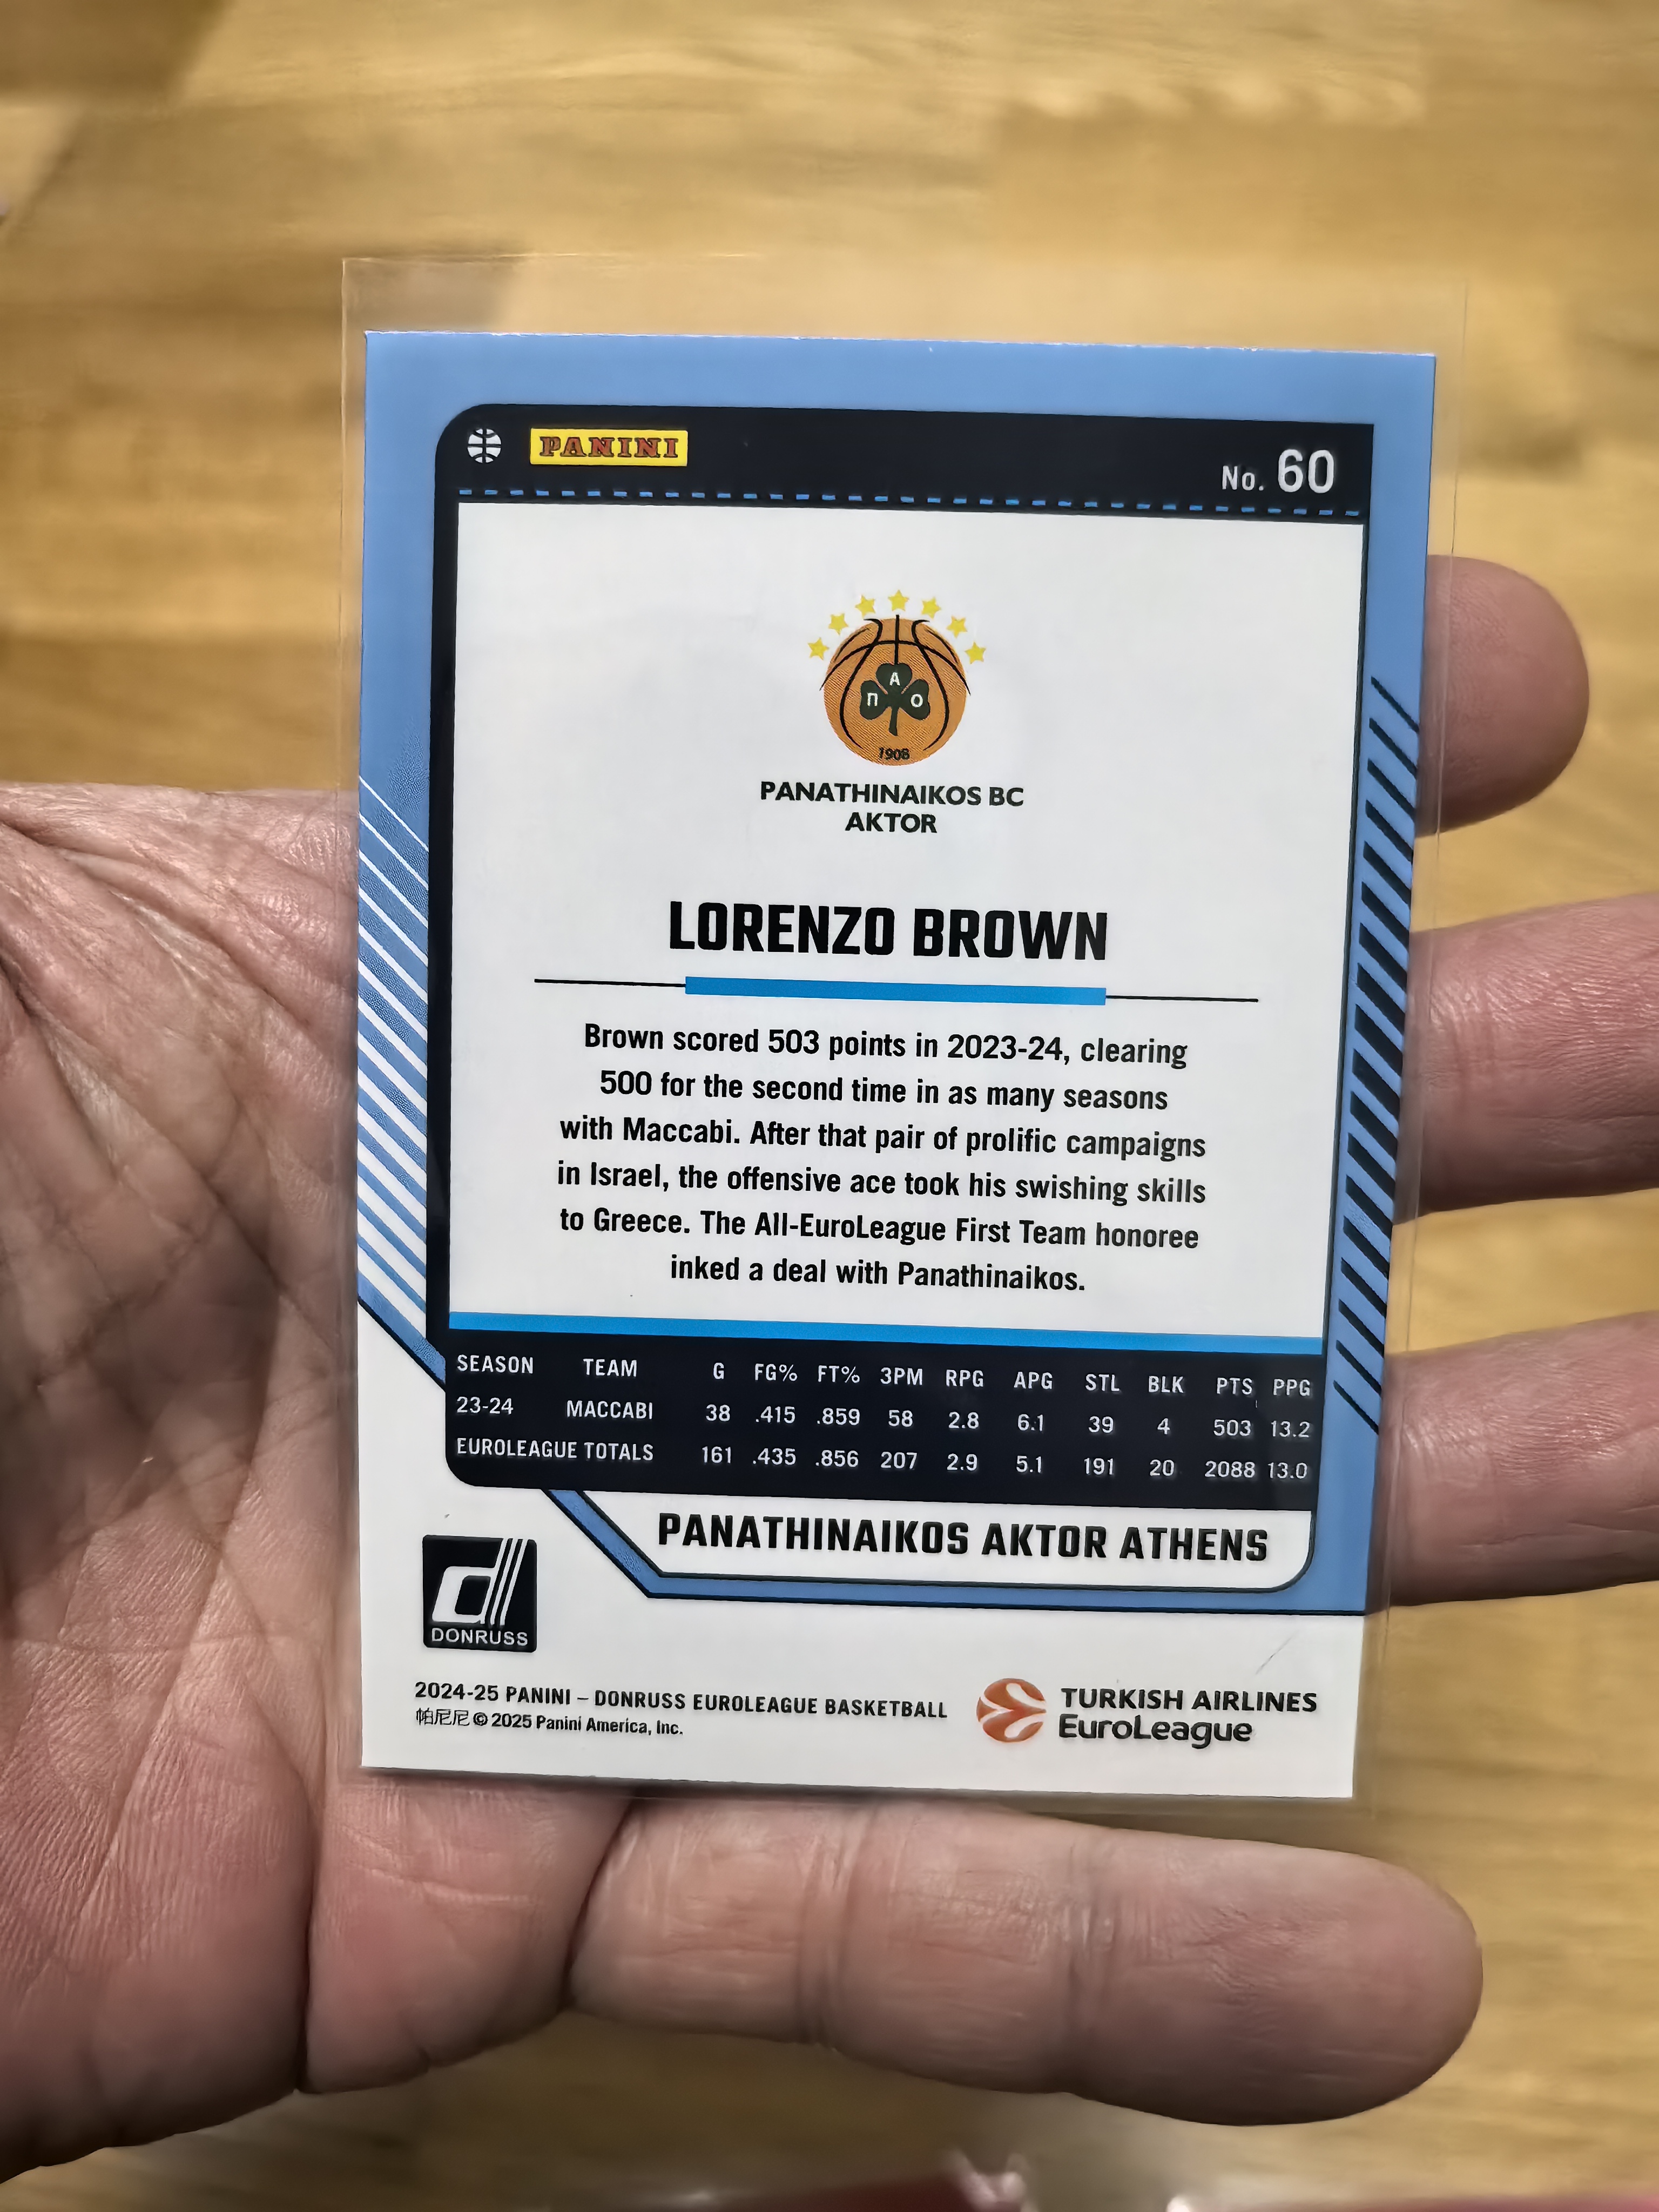 PANINI
No. 60
Π A O
1908
PANATHINAIKOS BC
AKTOR
LORENZO BROWN
Brown scored 503 points in 2023-24, clearing
500 for the second time in as many seasons
with Maccabi. After that pair of prolific campaigns
in Israel, the offensive ace took his swishing skills
to Greece. The All-EuroLeague First Team honoree
inked a deal with Panathinaikos.
SEASON TEAM G FG% FT% 3PM RPG APG STL BLK PTS PPG
23-24 MACCABI 38 .415 .859 58 2.8 6.1 39 4 503 13.2
EUROLEAGUE TOTALS 161 .435 .856 207 2.9 5.1 191 20 2088 13.0
PANATHINAIKOS AKTOR ATHENS
d
DONRUSS
2024-25 PANINI – DONRUSS EUROLEAGUE BASKETBALL
帕尼尼 © 2025 Panini America, Inc.
TURKISH AIRLINES
EuroLeague